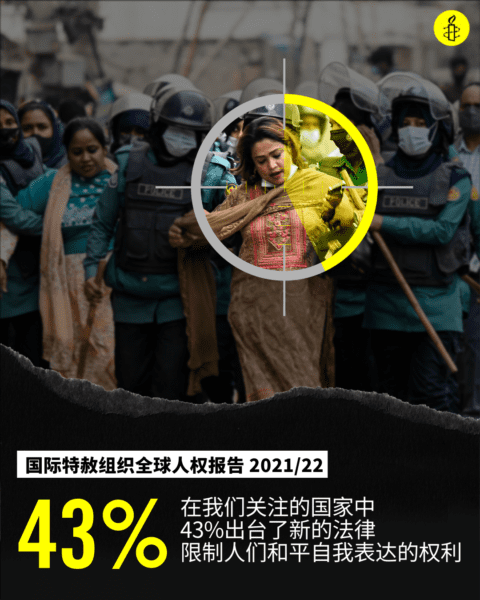 POLICE
POLICE
国际特赦组织全球人权报告 2021/22
43%
在我们关注的国家中
43%出台了新的法律
限制人们和平自我表达的权利